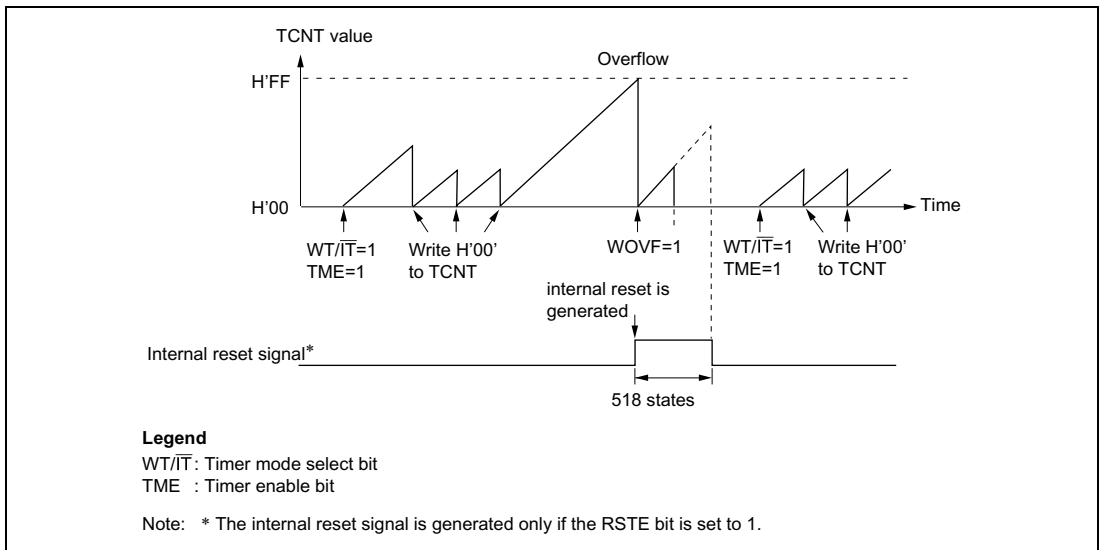 TCNT value
Overflow
H'FF
H'00
Time
WT/IT=1
TME=1
Write H'00'
to TCNT
WOVF=1
WT/IT=1
TME=1
Write H'00'
to TCNT
internal reset is
generated
Internal reset signal*
518 states
Legend
WT/IT : Timer mode select bit
TME : Timer enable bit
Note: * The internal reset signal is generated only if the RSTE bit is set to 1.